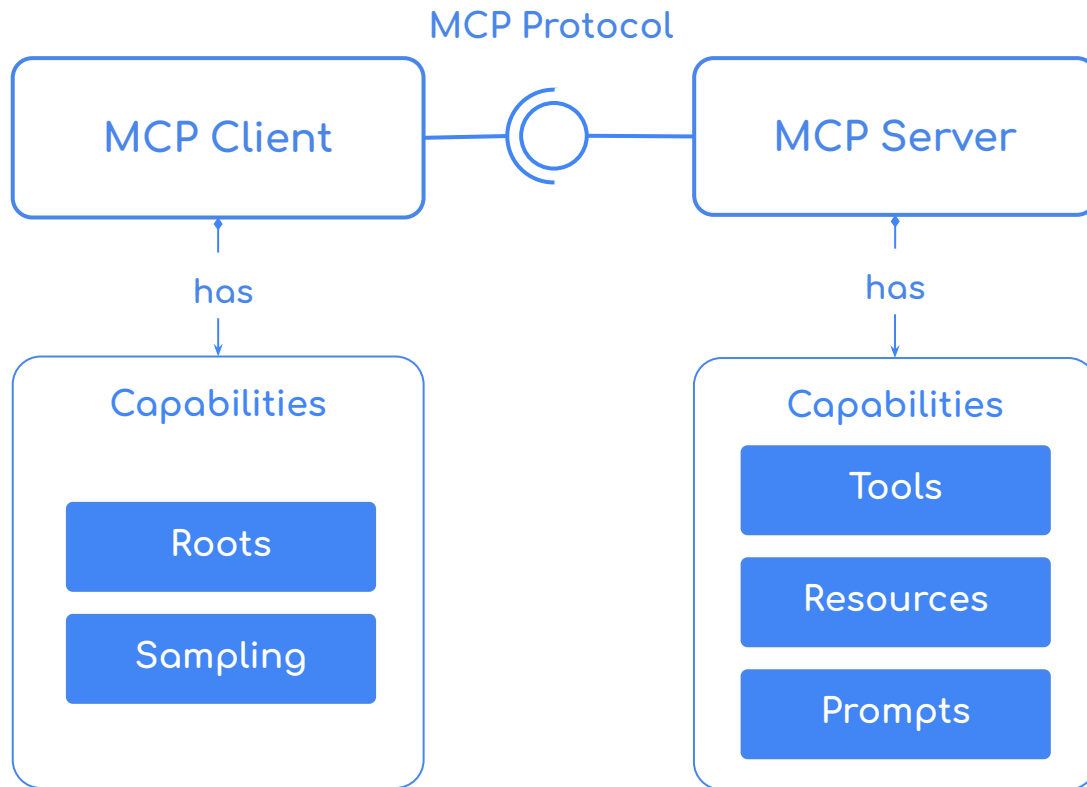 MCP Protocol
MCP Client
MCP Server
has
has
Capabilities
Roots
Sampling
Capabilities
Tools
Resources
Prompts